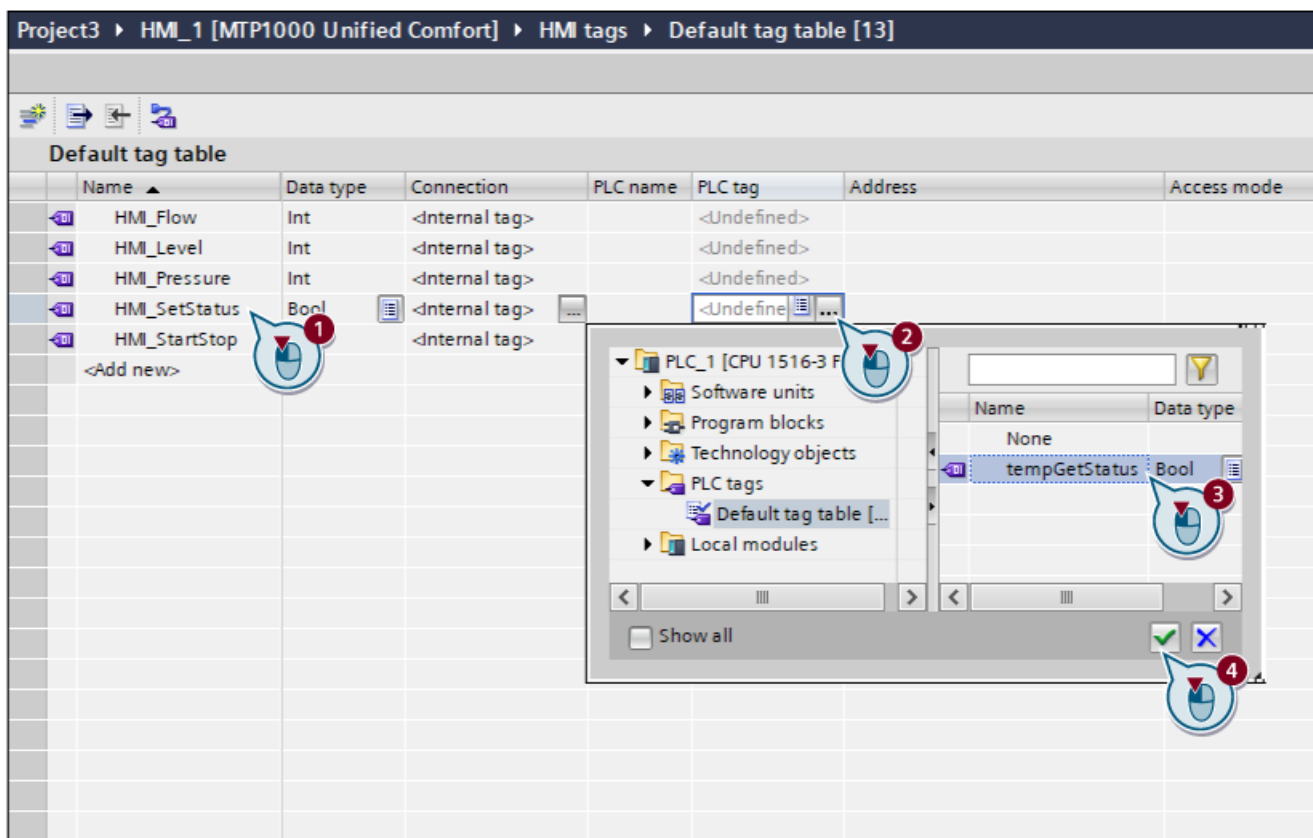 Project3 ▸ HMI_1 [MTP1000 Unified Comfort] ▸ HMI tags ▸ Default tag table [13]
Default tag table
Name Data type Connection PLC name PLC tag Address Access mode
HMI_Flow Int <Internal tag> <Undefined>
HMI_Level Int <Internal tag> <Undefined>
HMI_Pressure Int <Internal tag> <Undefined>
HMI_SetStatus Bool <Internal tag> ... <Undefine ...
HMI_StartStop <Internal tag>
<Add new>
1
2
PLC_1 [CPU 1516-3 F
Software units
Program blocks
Technology objects
PLC tags
Default tag table [...
Local modules
Name Data type
None
tempGetStatus Bool
3
Show all
4